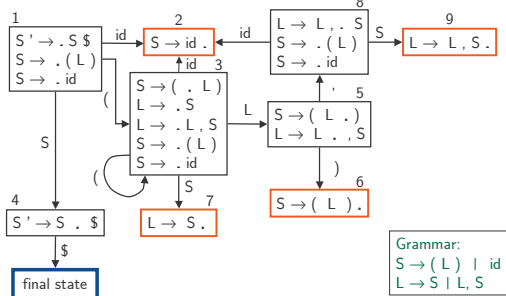 1
S ' → . S $
S → . ( L )
S → . id
id
2
S → id .
id
8
L → L , . S
S → . ( L )
S → . id
S
9
L → L , S .
(
id
3
S → ( . L )
L → . S
L → . L , S
S → . ( L )
S → . id
L
,
5
S → ( L . )
L → L . , S
S
(
S
)
4
S ' → S . $
7
L → S .
6
S → ( L ) .
$
final state
Grammar:
S → ( L ) | id
L → S | L, S